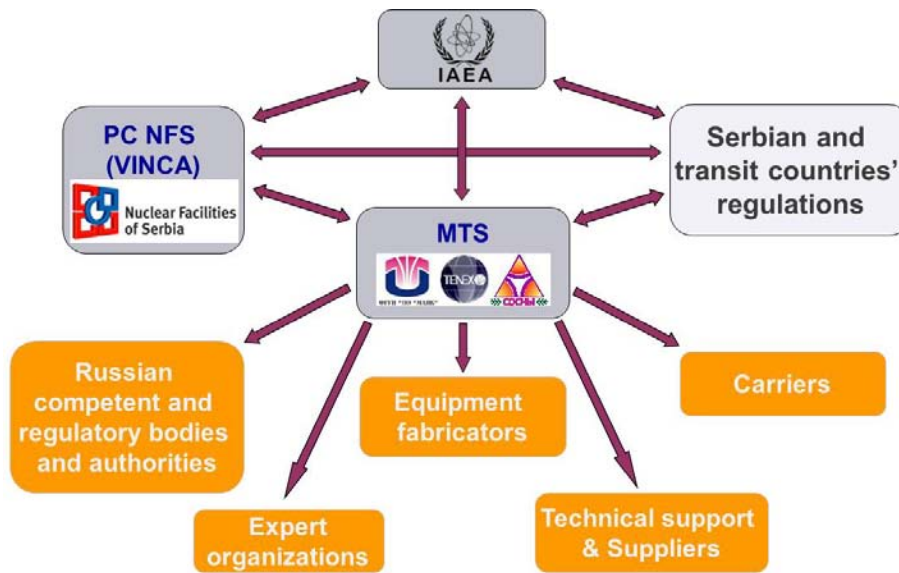 IAEA
PC NFS
(VINCA)
Nuclear Facilities
of Serbia
Serbian and
transit countries'
regulations
MTS
TENEX
СОСНЫ
Russian
competent and
regulatory bodies
and authorities
Equipment
fabricators
Carriers
Expert
organizations
Technical support
& Suppliers